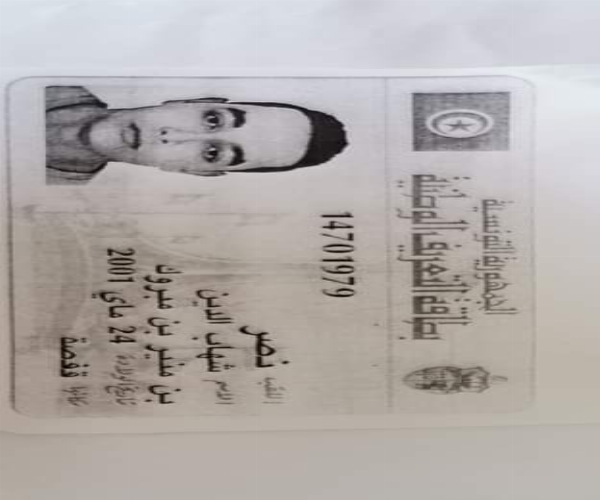 الجمهورية التونسية
بطاقة التعريف الوطنية
14701979
اللقب
الاسم شهاب الدين
بن منير بن مبروك
تاريخ الولادة 24 ماي 2001
مكانها قفصة